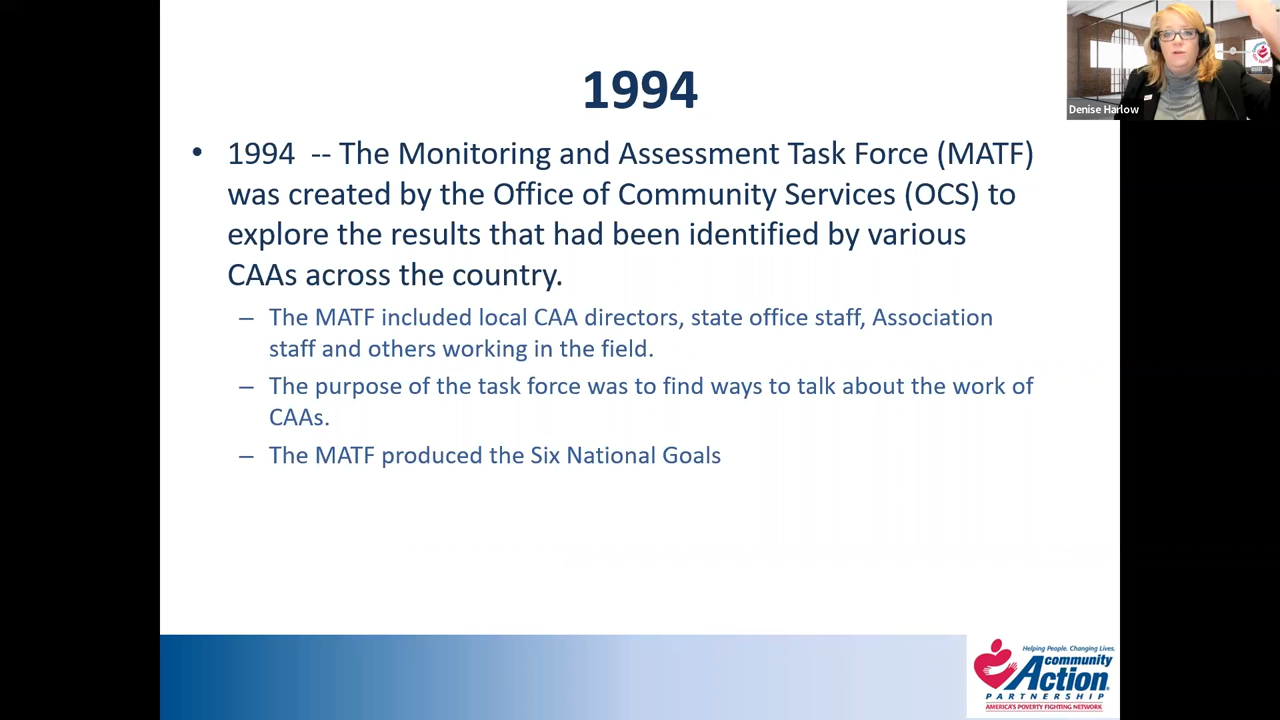 Denise Harlow
1994
• 1994 -- The Monitoring and Assessment Task Force (MATF)
was created by the Office of Community Services (OCS) to
explore the results that had been identified by various
CAAs across the country.
– The MATF included local CAA directors, state office staff, Association
staff and others working in the field.
– The purpose of the task force was to find ways to talk about the work of
CAAs.
– The MATF produced the Six National Goals
Helping People. Changing Lives.
community
Action
PARTNERSHIP
AMERICA'S POVERTY FIGHTING NETWORK